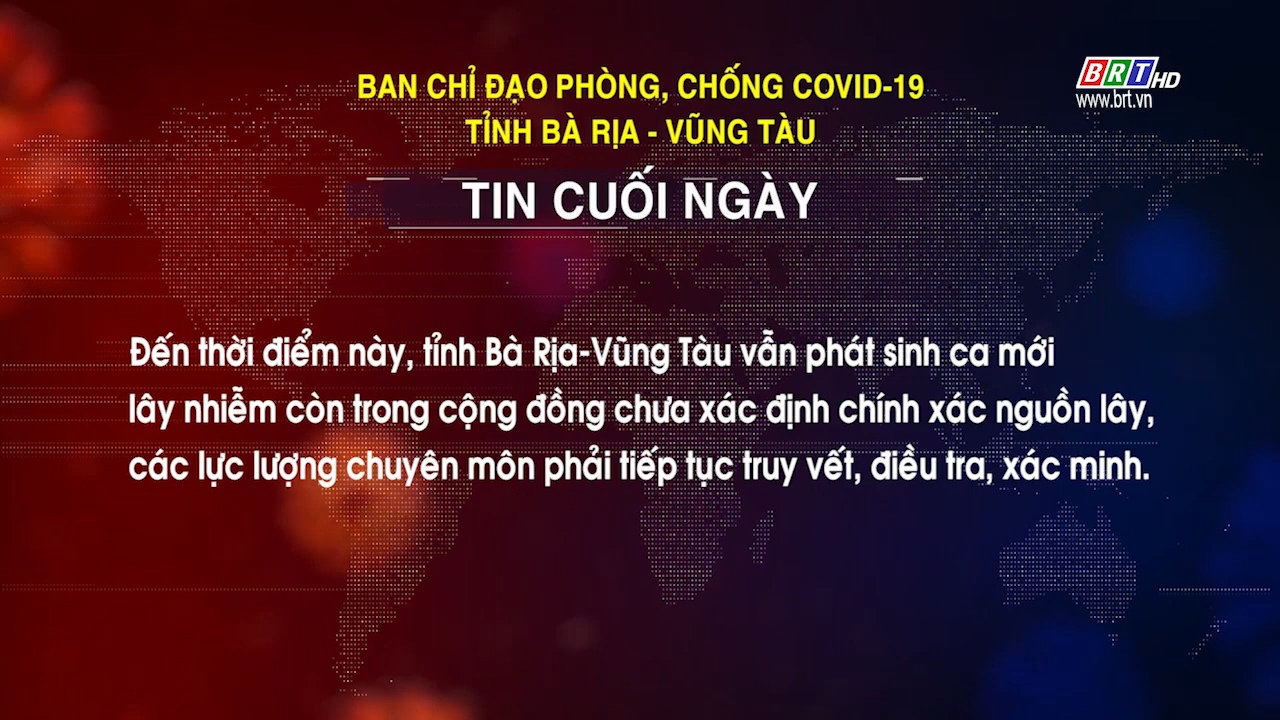 BAN CHỈ ĐẠO PHÒNG, CHỐNG COVID-19
TỈNH BÀ RỊA - VŨNG TÀU
BRT HD
www.brt.vn
TIN CUỐI NGÀY
Đến thời điểm này, tỉnh Bà Rịa-Vũng Tàu vẫn phát sinh ca mới
lây nhiễm còn trong cộng đồng chưa xác định chính xác nguồn lây,
các lực lượng chuyên môn phải tiếp tục truy vết, điều tra, xác minh.